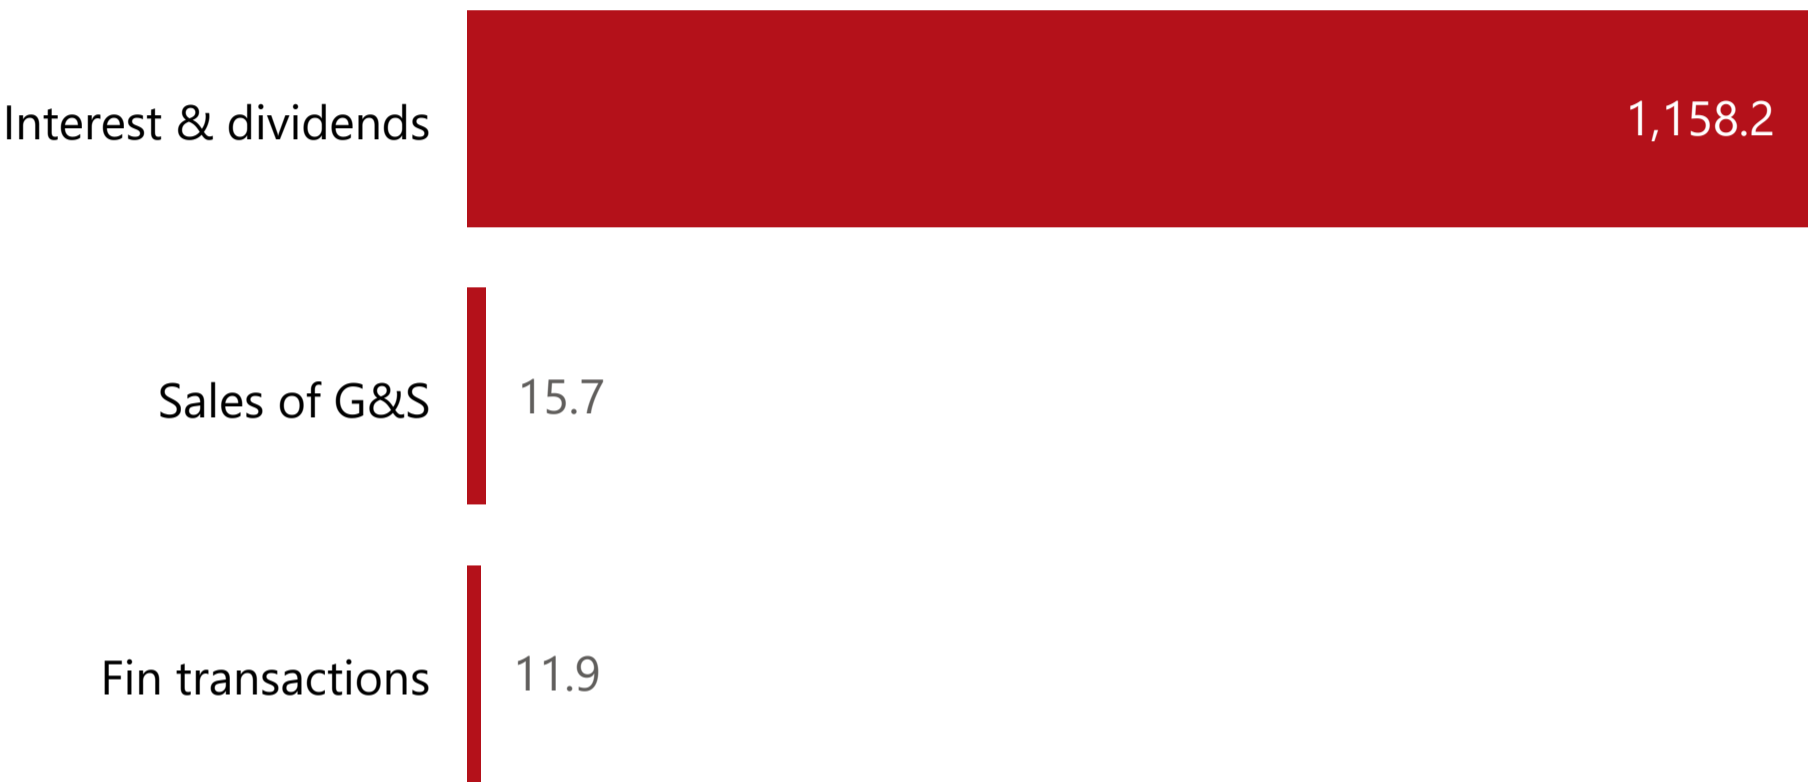 Interest & dividends 1,158.2
Sales of G&S 15.7
Fin transactions 11.9